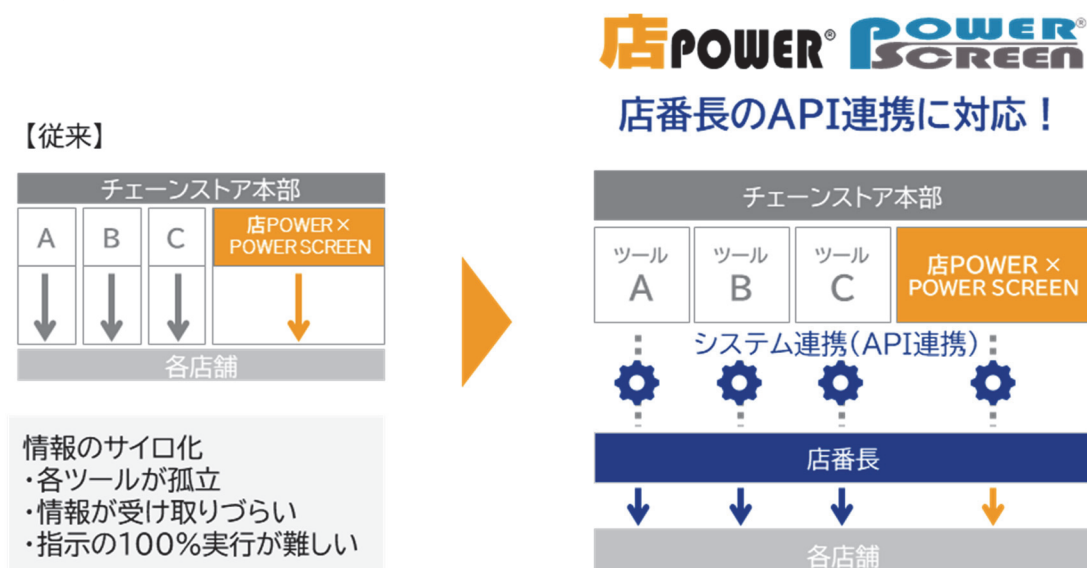 【従来】
チェーンストア本部
A
B
C
店POWER×
POWER SCREEN
各店舗
情報のサイロ化
・各ツールが孤立
・情報が受け取りづらい
・指示の100%実行が難しい
店POWER®
POWER SCREEN®
店番長のAPI連携に対応！
チェーンストア本部
ツール
A
ツール
B
ツール
C
店POWER ×
POWER SCREEN
システム連携(API連携)
店番長
各店舗